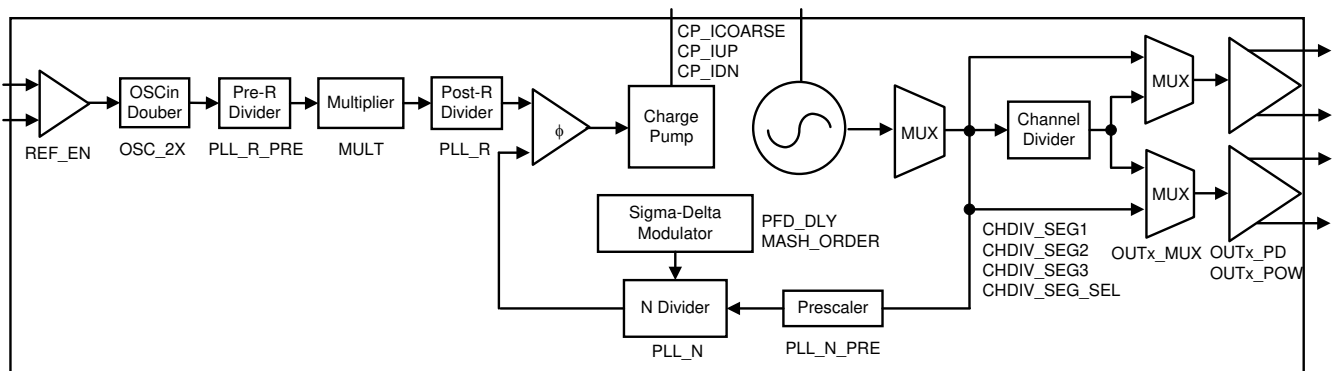 CP_ICOARSE
CP_IUP
CP_IDN
OSCin
Douber
Pre-R
Divider
Multiplier
Post-R
Divider
ϕ
Charge
Pump
MUX
Channel
Divider
MUX
MUX
REF_EN
OSC_2X
PLL_R_PRE
MULT
PLL_R
Sigma-Delta
Modulator
PFD_DLY
MASH_ORDER
CHDIV_SEG1
CHDIV_SEG2
CHDIV_SEG3
CHDIV_SEG_SEL
OUTx_MUX
OUTx_PD
OUTx_POW
N Divider
Prescaler
PLL_N
PLL_N_PRE